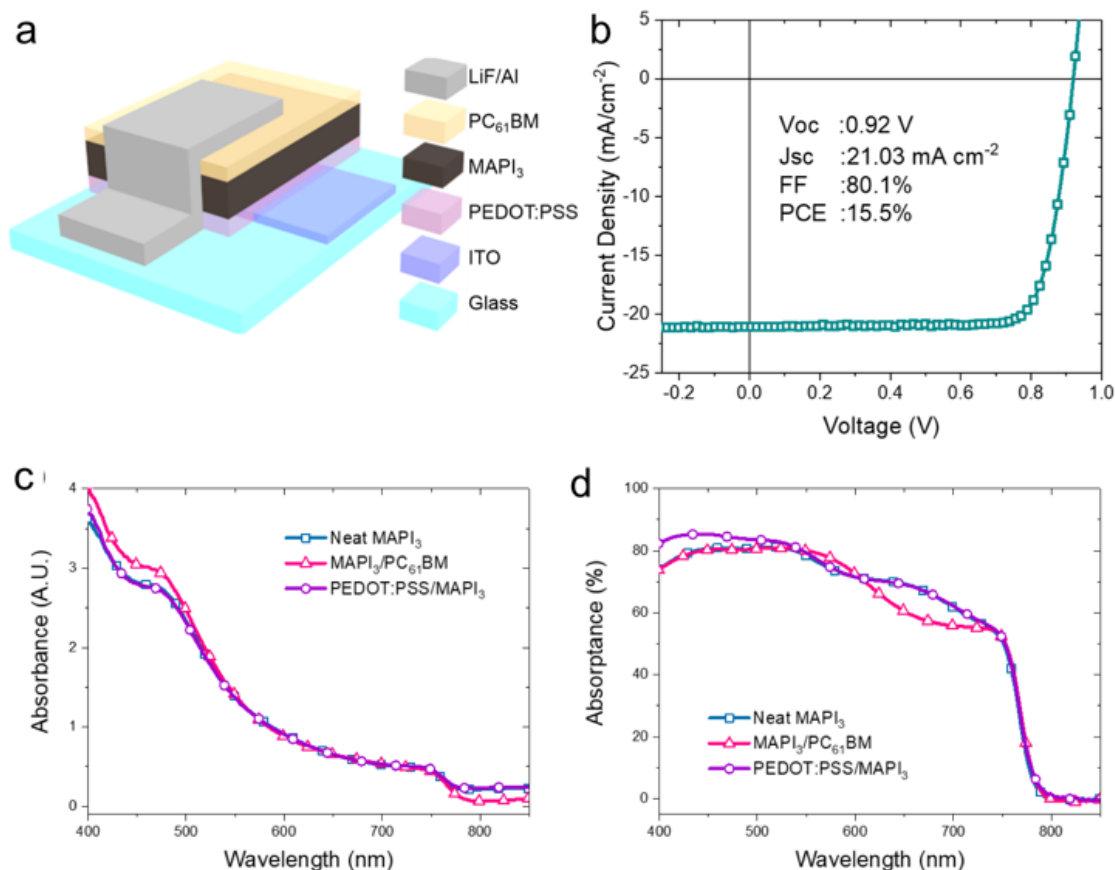 a
LiF/Al
PC₆₁BM
MAPI₃
PEDOT:PSS
ITO
Glass
b
Current Density (mA/cm⁻²)
5
0
-5
-10
-15
-20
-25
Voc :0.92 V
Jsc :21.03 mA cm⁻²
FF :80.1%
PCE :15.5%
-0.2 0.0 0.2 0.4 0.6 0.8 1.0
Voltage (V)
c
Absorbance (A.U.)
4
3
2
1
0
Neat MAPI₃
MAPI₃/PC₆₁BM
PEDOT:PSS/MAPI₃
400 500 600 700 800
Wavelength (nm)
d
Absorptance (%)
100
80
60
40
20
0
Neat MAPI₃
MAPI₃/PC₆₁BM
PEDOT:PSS/MAPI₃
400 500 600 700 800
Wavelength (nm)